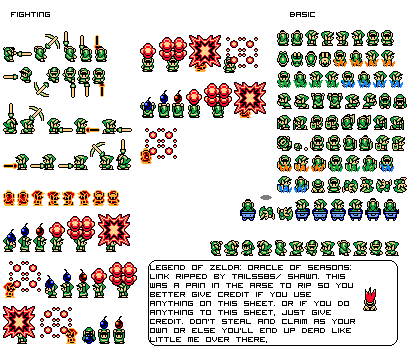 FIGHTING
BASIC
LEGEND OF ZELDA: ORACLE OF SEASONS:
LINK RIPPED BY TRUSSBS/ SHAWN. THIS
WAS A PAIN IN THE ARSE TO RIP SO YOU
BETTER GIVE CREDIT IF YOU USE
ANYTHING ON THIS SHEET. OR IF YOU DO
ANYTHING TO THIS SHEET, JUST GIVE
CREDIT. DON'T STEAL AND CLAIM AS YOUR
OWN OR ELSE YOU'LL END UP DEAD LIKE
LITTLE ME OVER THERE,